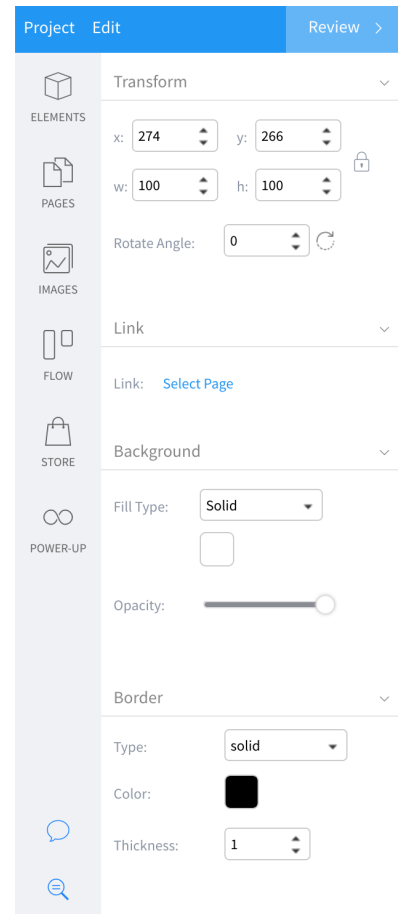 Project Edit Review
ELEMENTS
PAGES
IMAGES
FLOW
STORE
POWER-UP
Transform
x: 274 y: 266
w: 100 h: 100
Rotate Angle: 0
Link
Link: Select Page
Background
Fill Type: Solid
Opacity:
Border
Type: solid
Color:
Thickness: 1